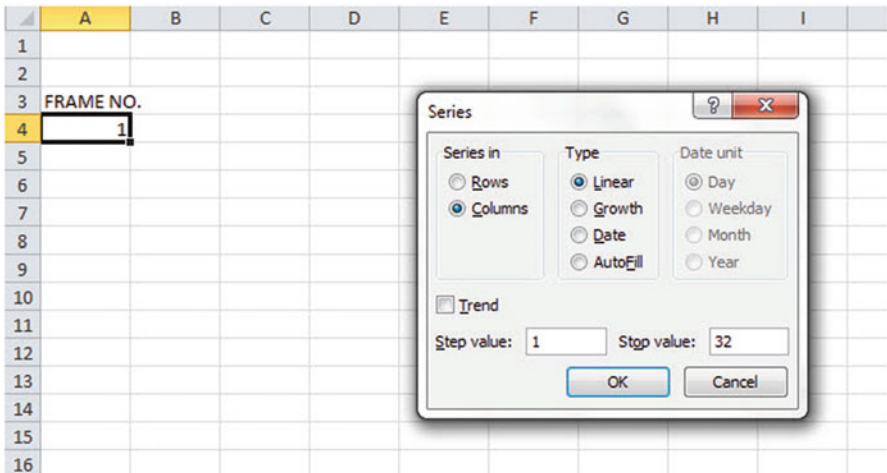 A B C D E F G H I
1
2
3 FRAME NO.
4 1
5
6
7
8
9
10
11
12
13
14
15
16
Series ?
Series in Type Date unit
Rows Linear Day
Columns Growth Weekday
Date Month
AutoFill Year
Trend
Step value: 1 Stop value: 32
OK Cancel